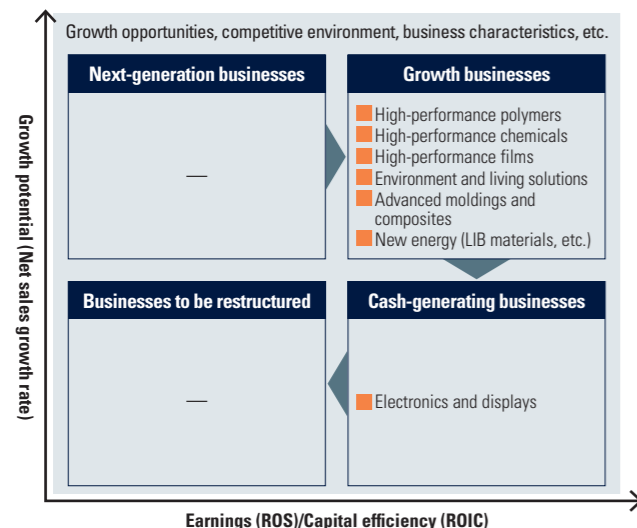 Growth opportunities, competitive environment, business characteristics, etc.
Next-generation businesses
—
Growth businesses
High-performance polymers
High-performance chemicals
High-performance films
Environment and living solutions
Advanced moldings and
composites
New energy (LIB materials, etc.)
Businesses to be restructured
—
Cash-generating businesses
Electronics and displays
Growth potential (Net sales growth rate)
Earnings (ROS)/Capital efficiency (ROIC)